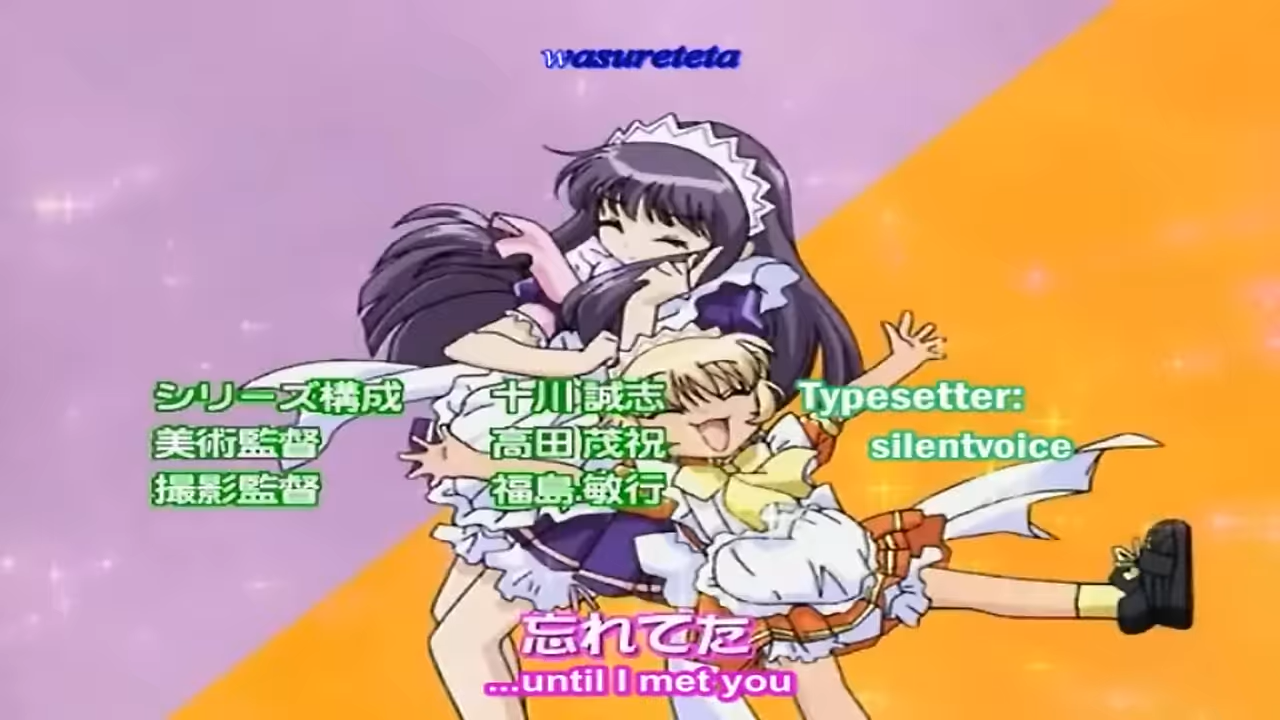 wasureteta
シリーズ構成 十川誠志 Typesetter:
美術監督 高田茂祝 silentvoice
撮影監督 福島敏行
忘れてた
...until I met you